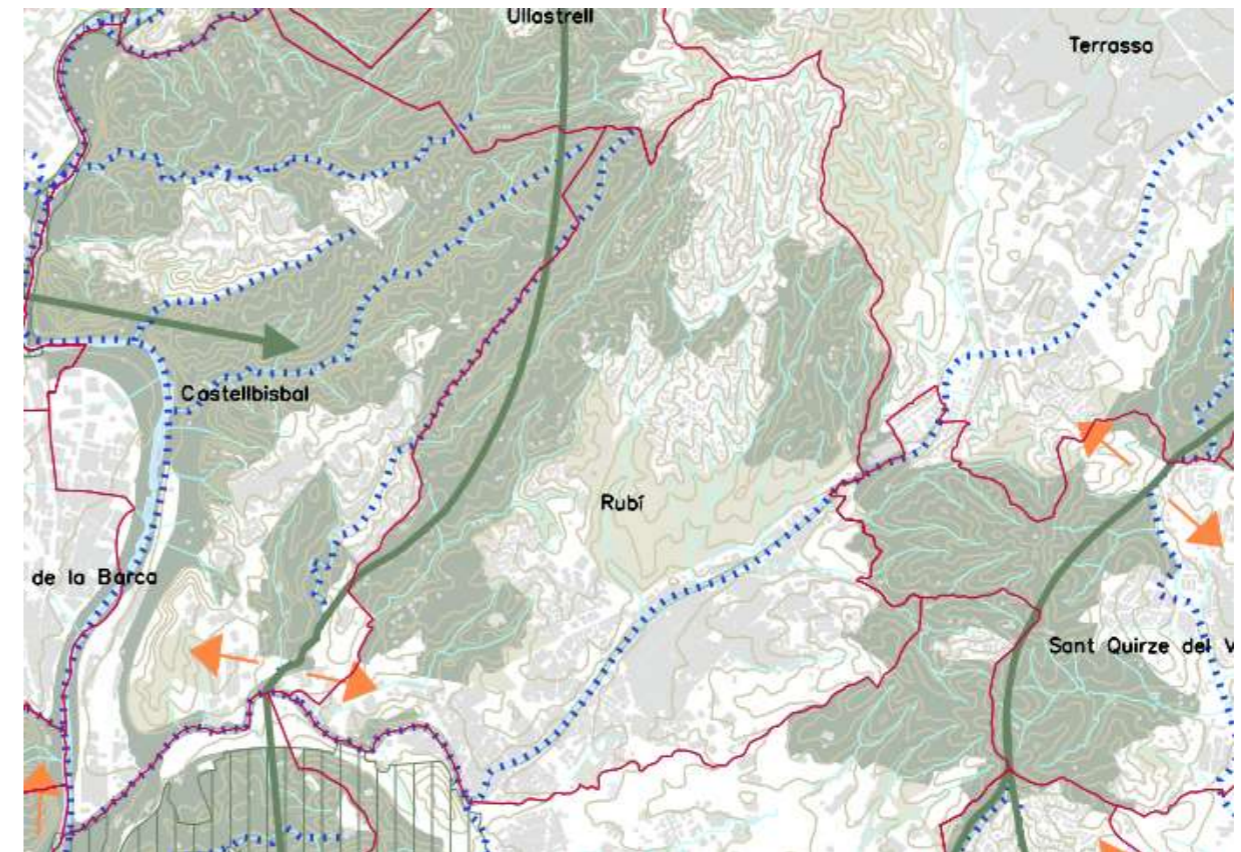 Ullastrell
Terrassa
Castellbisbal
Rubí
de la Barca
Sant Quirze del V